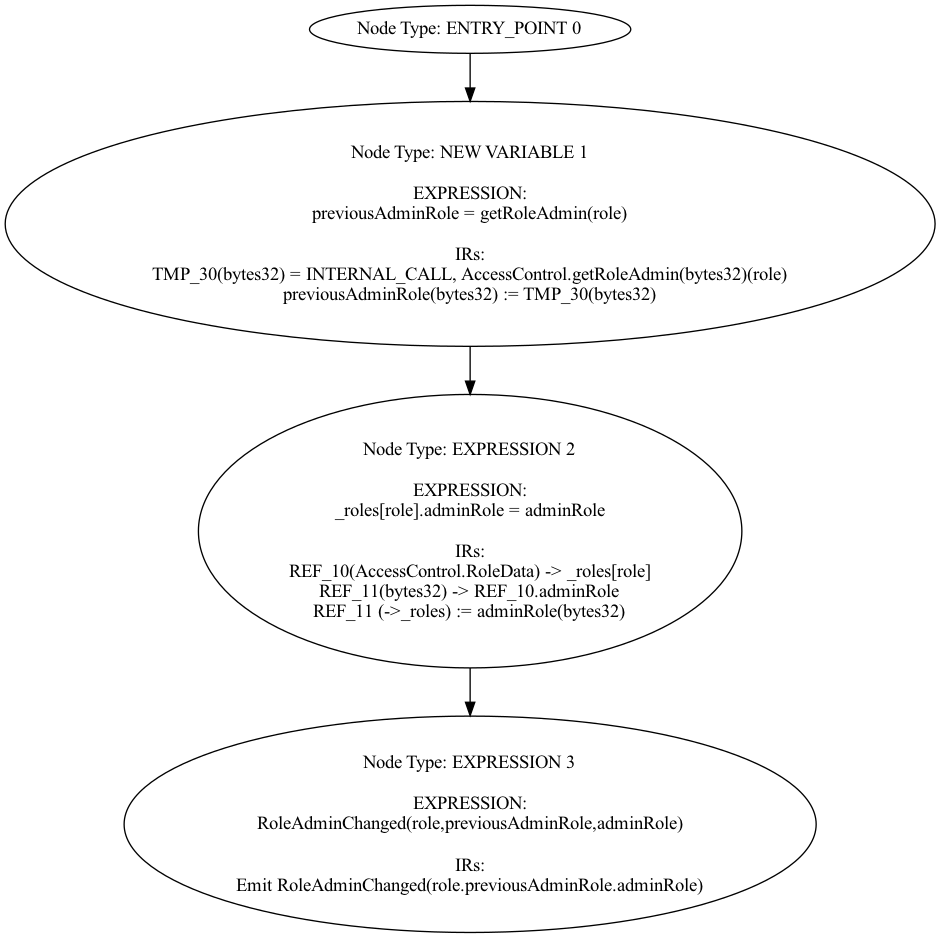 Node Type: ENTRY_POINT 0
Node Type: NEW VARIABLE 1
EXPRESSION:
previousAdminRole = getRoleAdmin(role)
IRs:
TMP_30(bytes32) = INTERNAL_CALL, AccessControl.getRoleAdmin(bytes32)(role)
previousAdminRole(bytes32) := TMP_30(bytes32)
Node Type: EXPRESSION 2
EXPRESSION:
_roles[role].adminRole = adminRole
IRs:
REF_10(AccessControl.RoleData) -> _roles[role]
REF_11(bytes32) -> REF_10.adminRole
REF_11 (->_roles) := adminRole(bytes32)
Node Type: EXPRESSION 3
EXPRESSION:
RoleAdminChanged(role,previousAdminRole,adminRole)
IRs:
Emit RoleAdminChanged(role.previousAdminRole.adminRole)